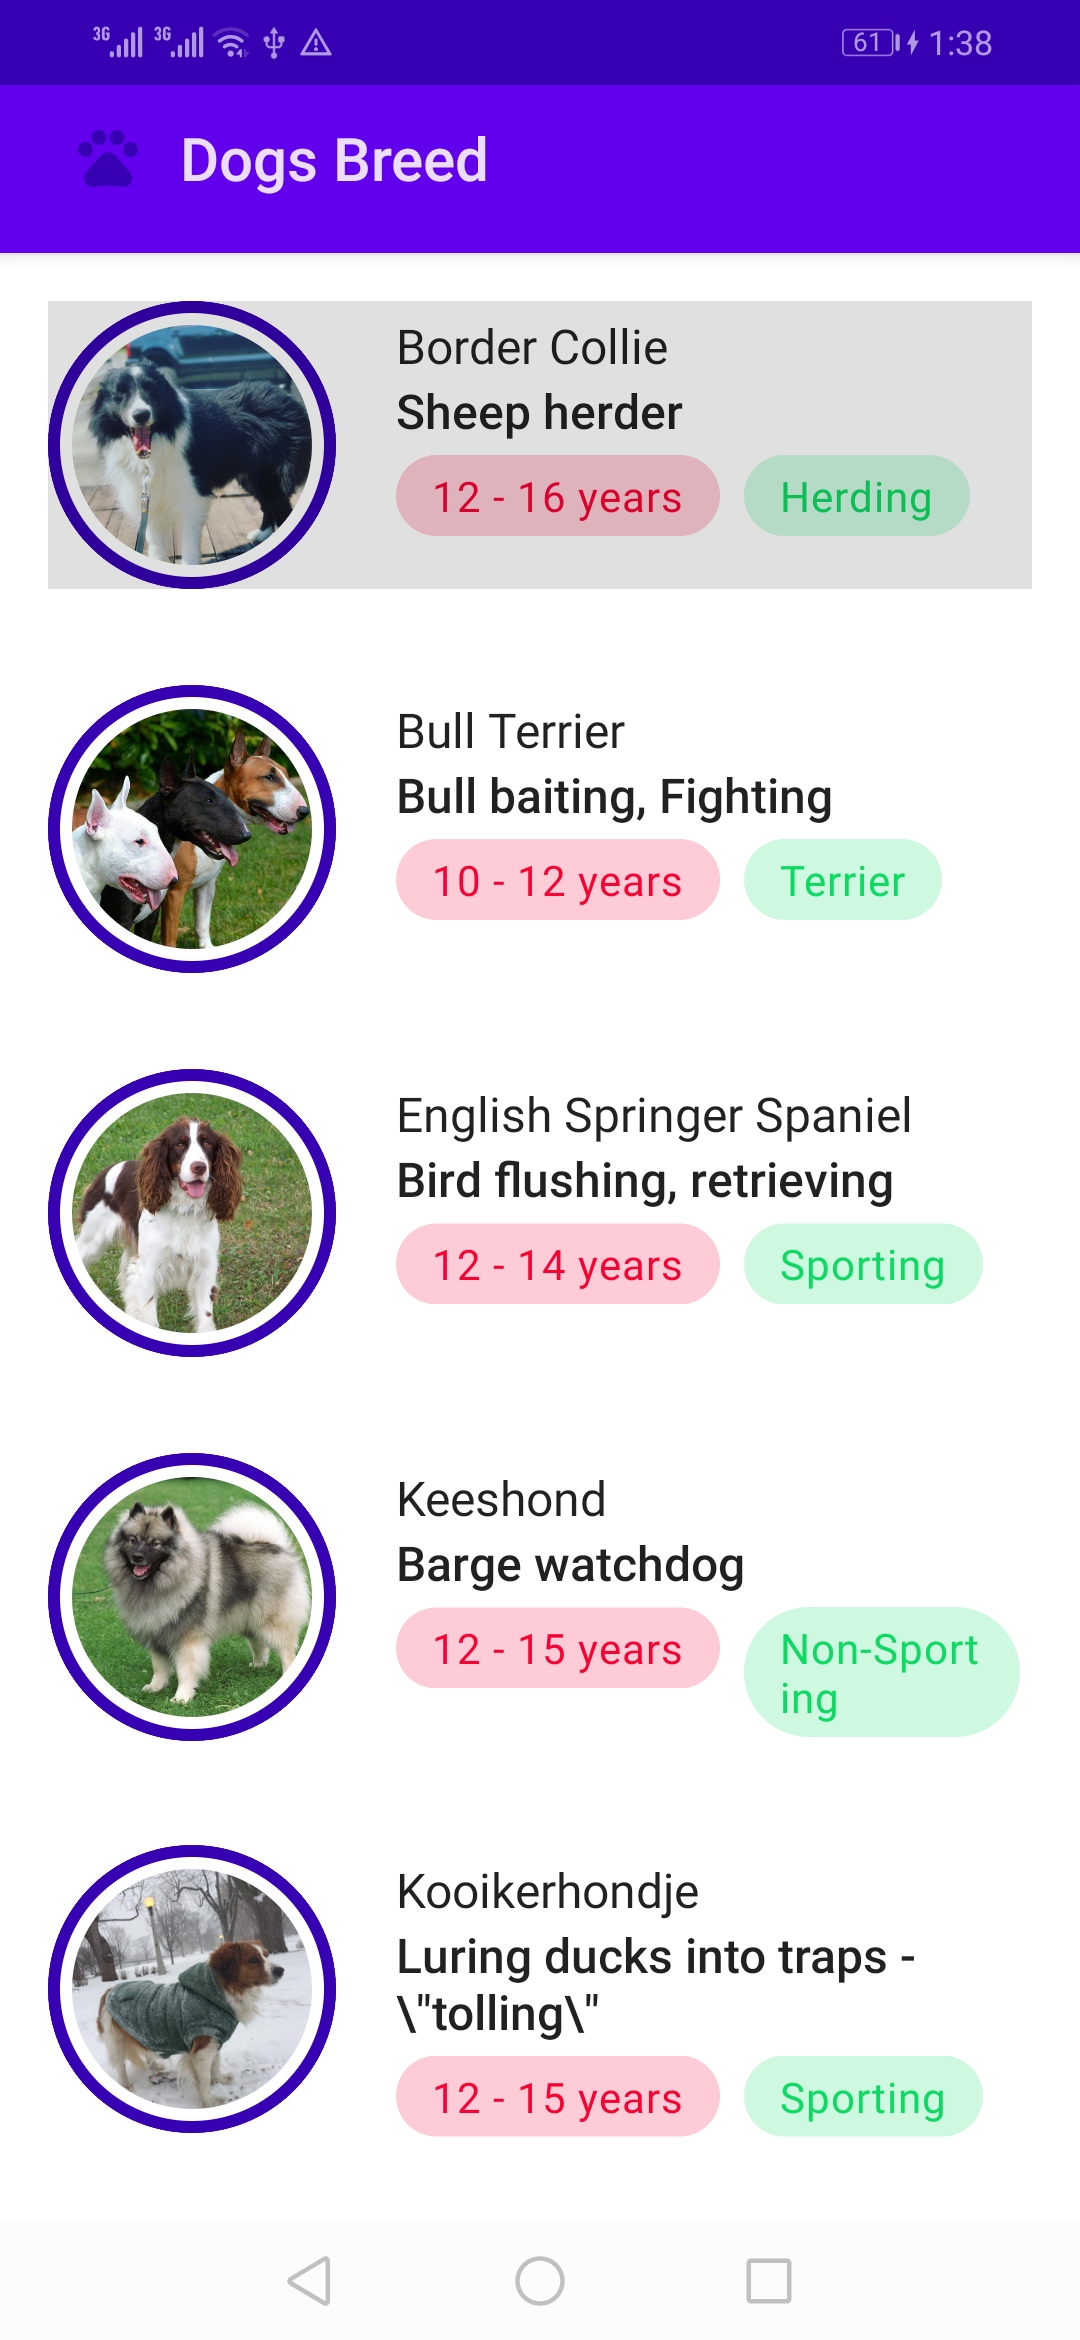 3G 3G 61 1:38
Dogs Breed
Border Collie
Sheep herder
12 - 16 years Herding
Bull Terrier
Bull baiting, Fighting
10 - 12 years Terrier
English Springer Spaniel
Bird flushing, retrieving
12 - 14 years Sporting
Keeshond
Barge watchdog
12 - 15 years Non-Sport
ing
Kooikerhondje
Luring ducks into traps -
\"tolling\"
12 - 15 years Sporting